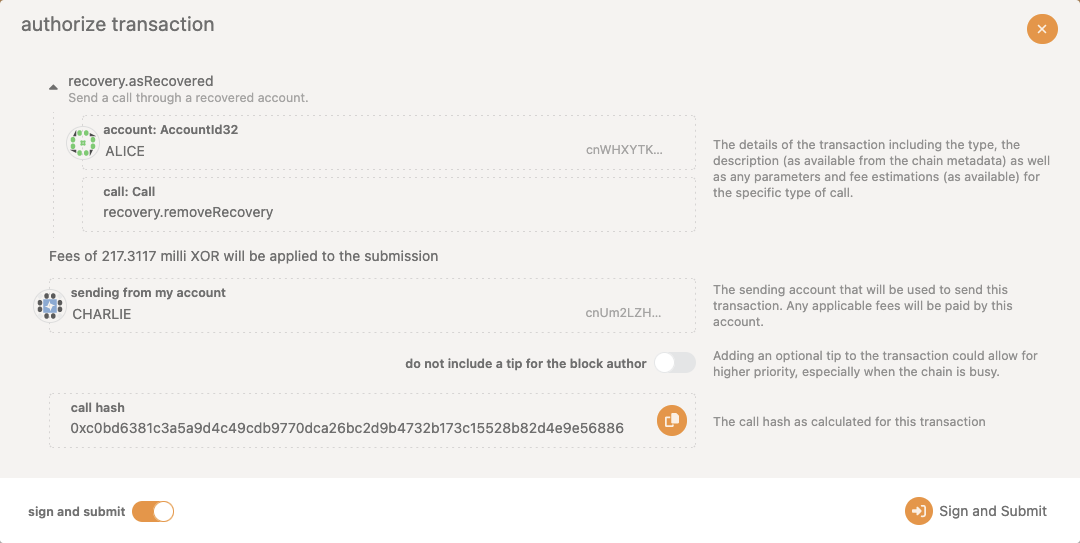 authorize transaction
recovery.asRecovered
Send a call through a recovered account.
account: AccountId32
ALICE
cnWHXYTK...
The details of the transaction including the type, the
description (as available from the chain metadata) as well
as any parameters and fee estimations (as available) for
the specific type of call.
call: Call
recovery.removeRecovery
Fees of 217.3117 milli XOR will be applied to the submission
sending from my account
CHARLIE
cnUm2LZH...
The sending account that will be used to send this
transaction. Any applicable fees will be paid by this
account.
do not include a tip for the block author
Adding an optional tip to the transaction could allow for
higher priority, especially when the chain is busy.
call hash
0xc0bd6381c3a5a9d4c49cdb9770dca26bc2d9b4732b173c15528b82d4e9e56886
The call hash as calculated for this transaction
sign and submit
Sign and Submit